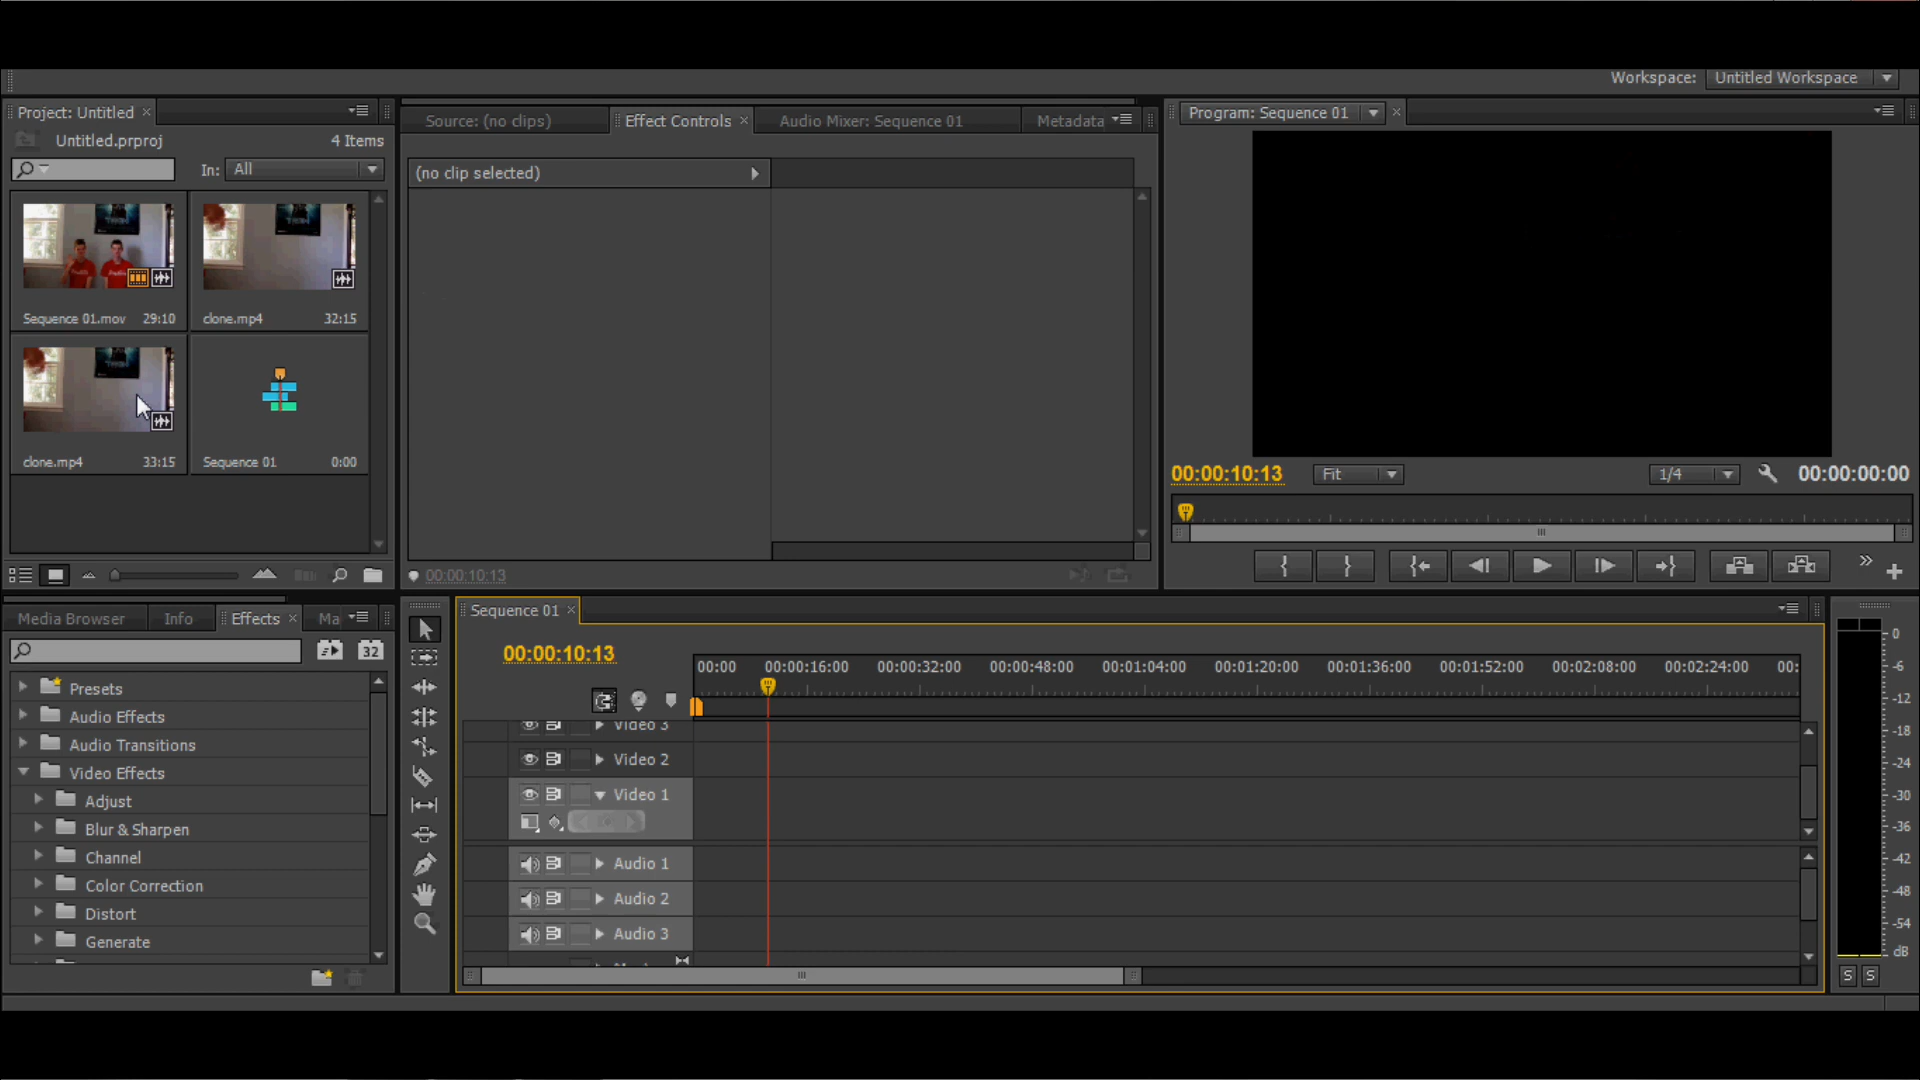 Workspace: Untitled Workspace
Project: Untitled
Untitled.prproj 4 Items
In: All
Sequence 01.mov 29:10
clone.mp4 32:15
clone.mp4 33:15
Sequence 01 0:00
Source: (no clips) Effect Controls Audio Mixer: Sequence 01 Metadata
(no clip selected)
00:00:10:13
Program: Sequence 01
00:00:10:13 Fit 1/4 00:00:00:00
Media Browser Info Effects Ma
32
Presets
Audio Effects
Audio Transitions
Video Effects
Adjust
Blur & Sharpen
Channel
Color Correction
Distort
Generate
Sequence 01
00:00:10:13
00:00 00:00:16:00 00:00:32:00 00:00:48:00 00:01:04:00 00:01:20:00 00:01:36:00 00:01:52:00 00:02:08:00 00:02:24:00 00:
Video 3
Video 2
Video 1
Audio 1
Audio 2
Audio 3
0
-6
-12
-18
-24
-30
-36
-42
-48
-54
dB
S S